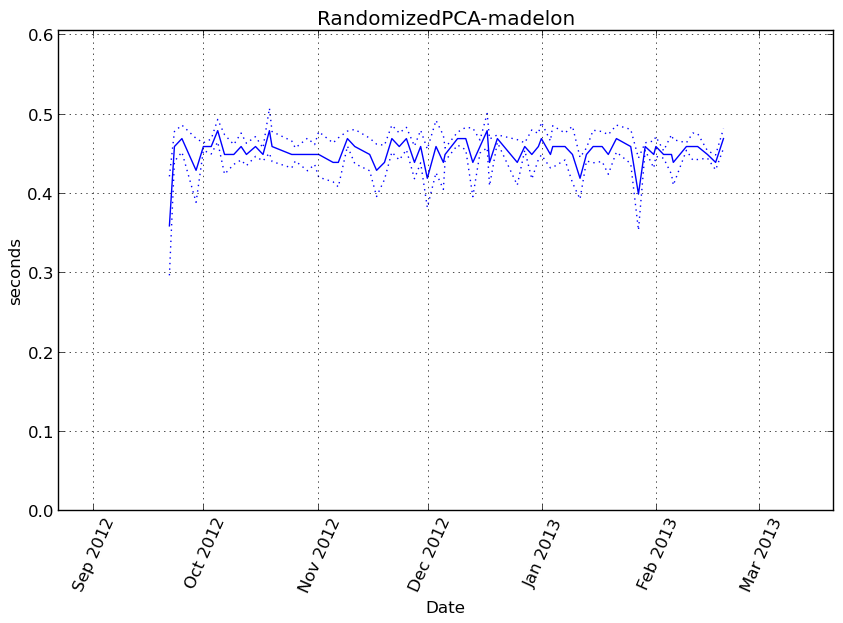 RandomizedPCA-madelon
0.6
0.5
0.4
0.3
0.2
0.1
0.0
seconds
Sep 2012
Oct 2012
Nov 2012
Dec 2012
Jan 2013
Feb 2013
Mar 2013
Date